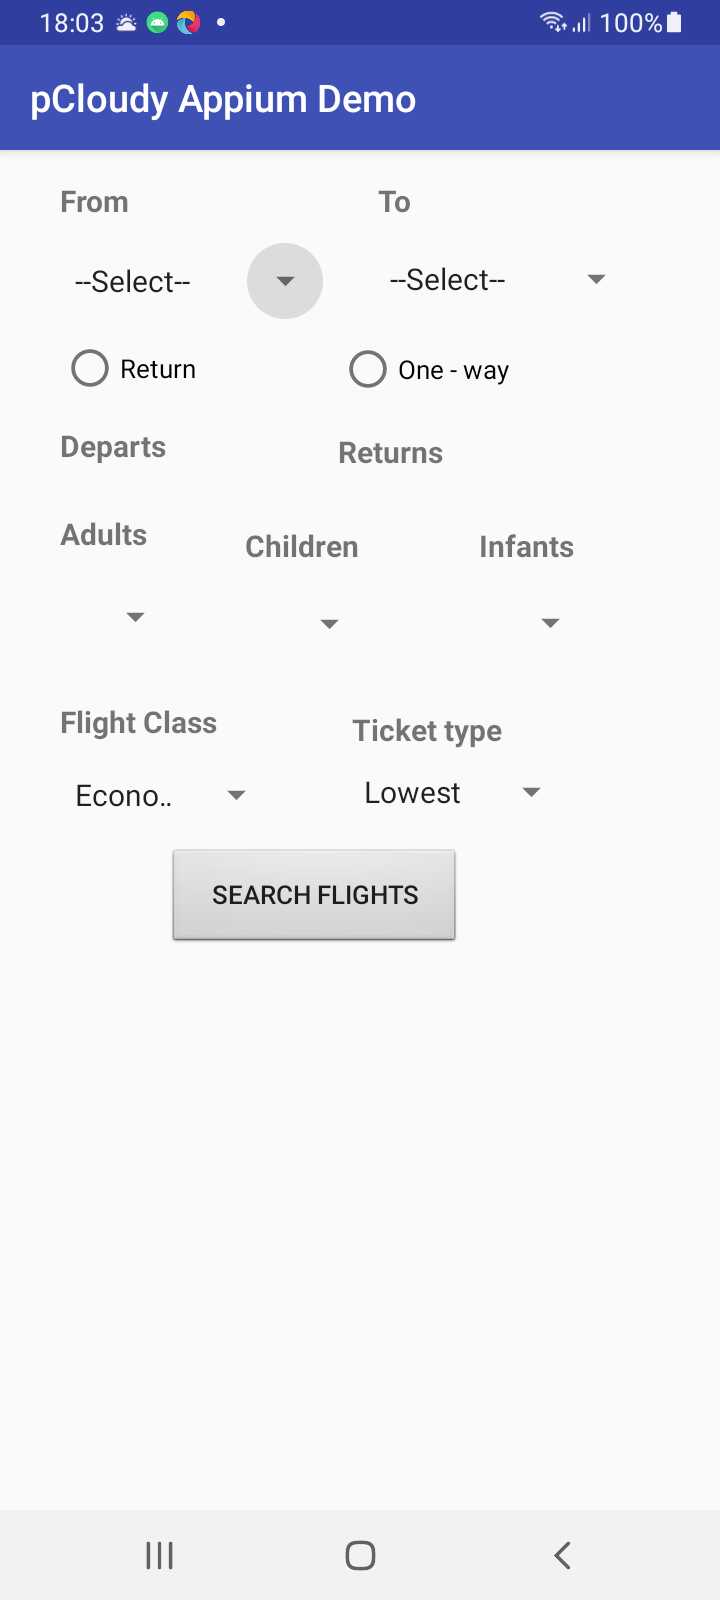 18:03 100%
pCloudy Appium Demo
From To
--Select-- --Select--
Return One - way
Departs Returns
Adults Children Infants
Flight Class Ticket type
Econo.. Lowest
SEARCH FLIGHTS